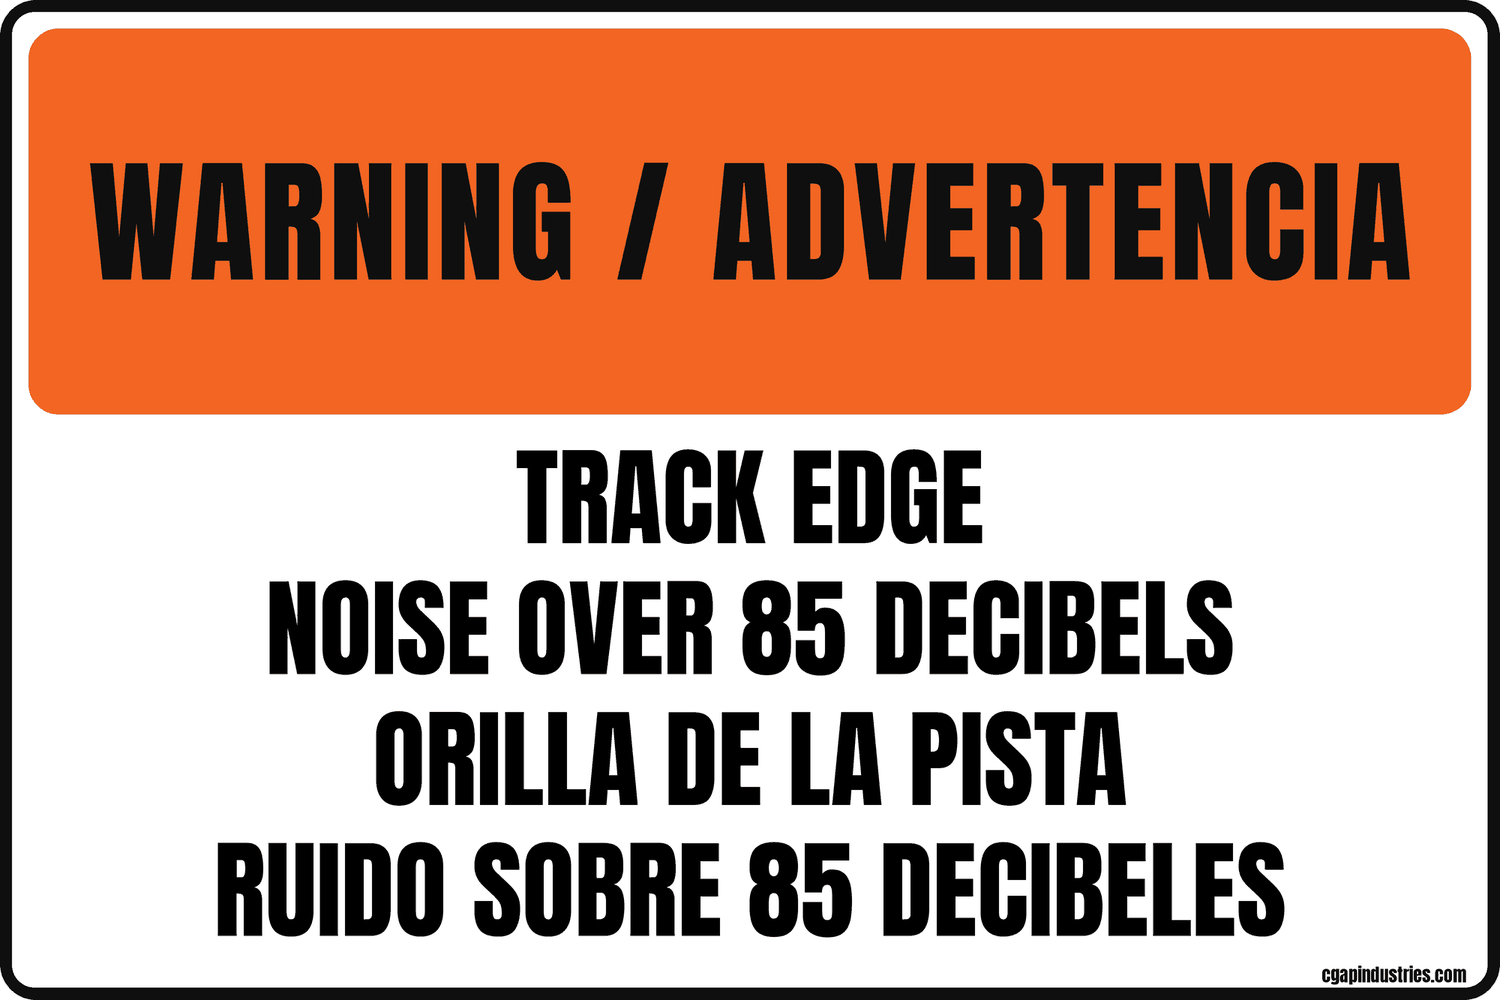 WARNING / ADVERTENCIA
TRACK EDGE
NOISE OVER 85 DECIBELS
ORILLA DE LA PISTA
RUIDO SOBRE 85 DECIBELES
cgapindustries.com